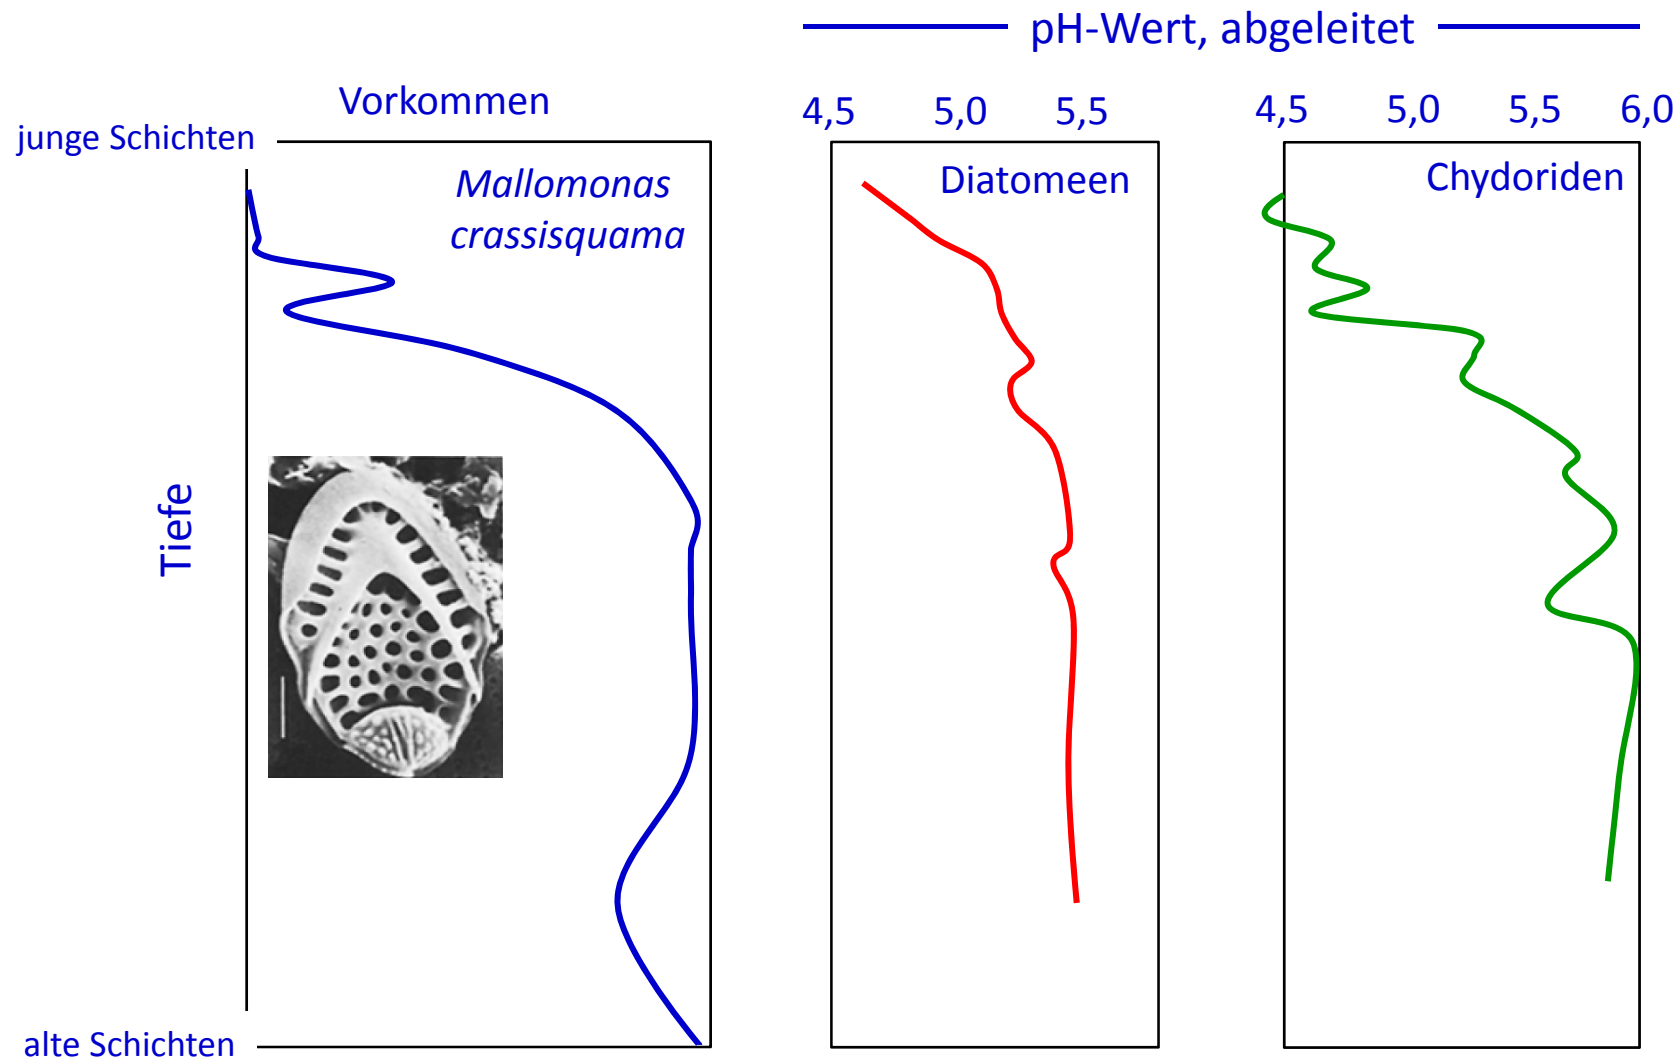 pH-Wert, abgeleitet
Vorkommen
4,5 5,0 5,5
4,5 5,0 5,5 6,0
junge Schichten
Mallomonas
crassisquama
Diatomeen
Chydoriden
Tiefe
alte Schichten